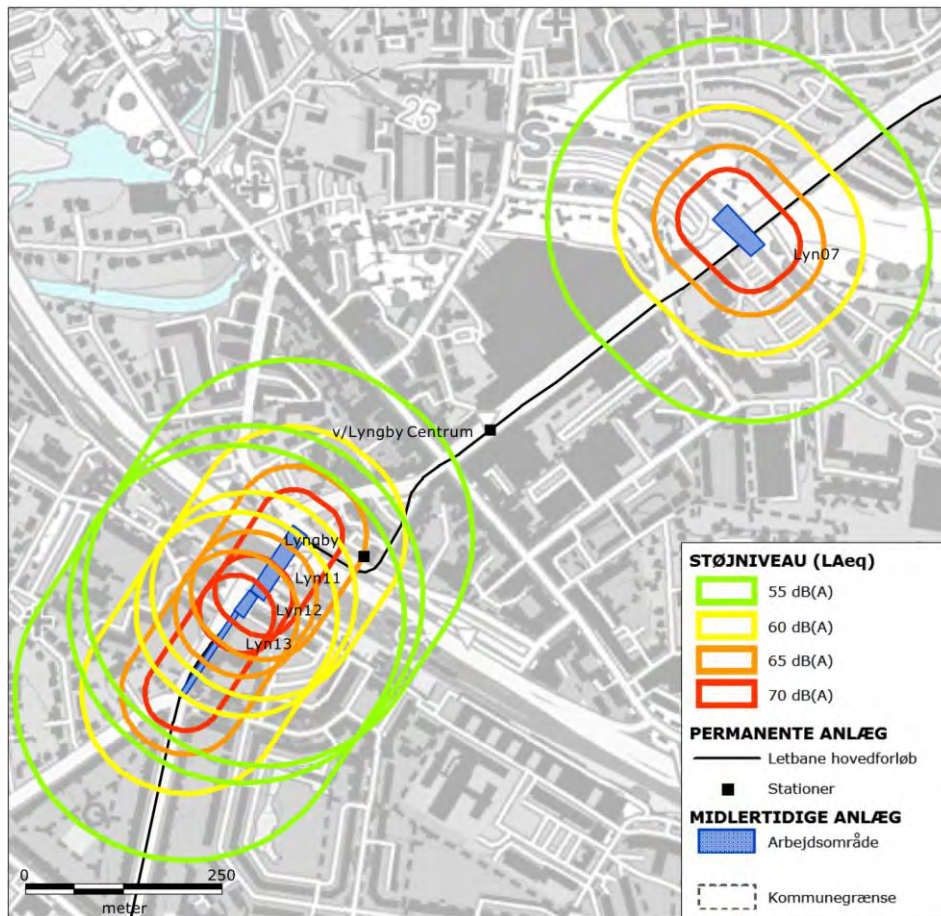 25
S
Lyn07
S
v/Lyngby Centrum
Lyngby
Lyn11
Lyn12
Lyn13
STØJNIVEAU (LAeq)
55 dB(A)
60 dB(A)
65 dB(A)
70 dB(A)
PERMANENTE ANLÆG
Letbane hovedforløb
Stationer
MIDLERTIDIGE ANLÆG
Arbejdsområde
Kommunegrænse
0 250
meter